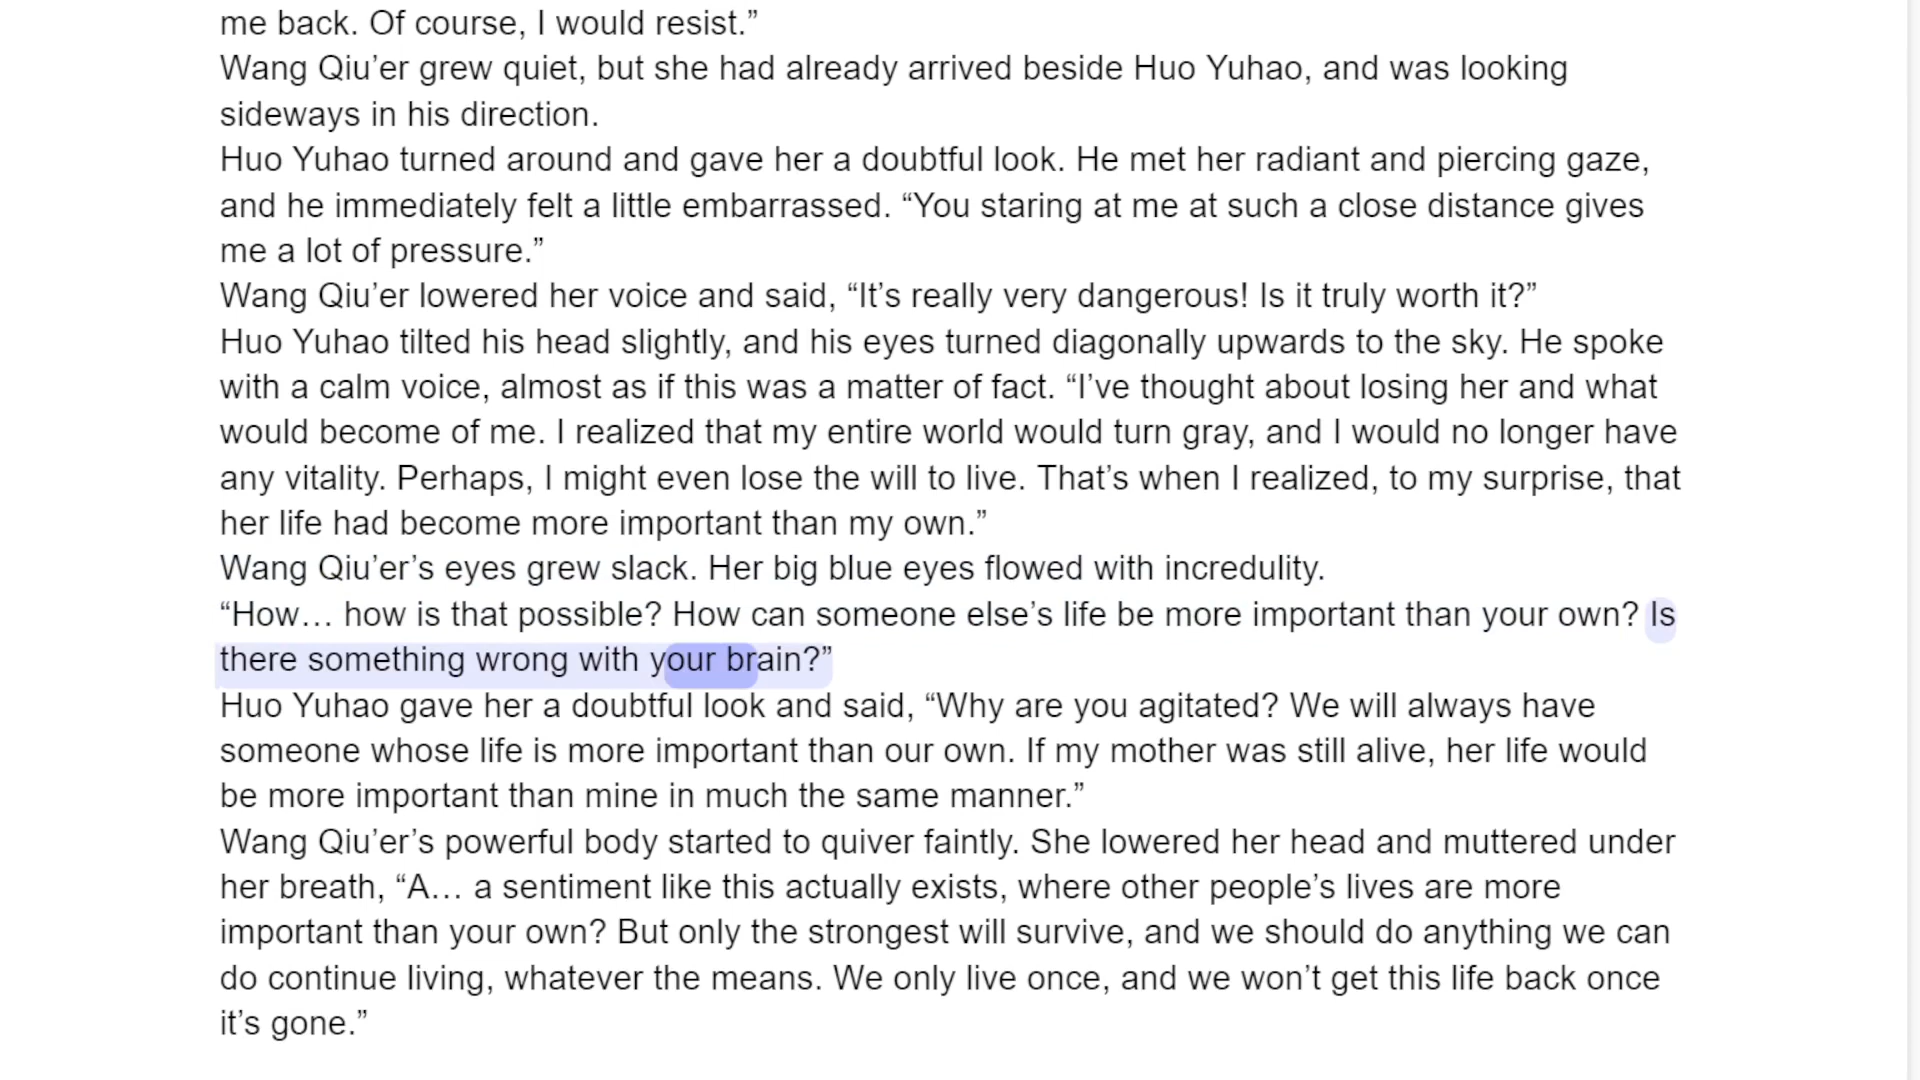 me back. Of course, I would resist.”
Wang Qiu’er grew quiet, but she had already arrived beside Huo Yuhao, and was looking
sideways in his direction.
Huo Yuhao turned around and gave her a doubtful look. He met her radiant and piercing gaze,
and he immediately felt a little embarrassed. “You staring at me at such a close distance gives
me a lot of pressure.”
Wang Qiu’er lowered her voice and said, “It’s really very dangerous! Is it truly worth it?”
Huo Yuhao tilted his head slightly, and his eyes turned diagonally upwards to the sky. He spoke
with a calm voice, almost as if this was a matter of fact. “I’ve thought about losing her and what
would become of me. I realized that my entire world would turn gray, and I would no longer have
any vitality. Perhaps, I might even lose the will to live. That’s when I realized, to my surprise, that
her life had become more important than my own.”
Wang Qiu’er’s eyes grew slack. Her big blue eyes flowed with incredulity.
“How… how is that possible? How can someone else’s life be more important than your own? Is
there something wrong with your brain?”
Huo Yuhao gave her a doubtful look and said, “Why are you agitated? We will always have
someone whose life is more important than our own. If my mother was still alive, her life would
be more important than mine in much the same manner.”
Wang Qiu’er’s powerful body started to quiver faintly. She lowered her head and muttered under
her breath, “A… a sentiment like this actually exists, where other people’s lives are more
important than your own? But only the strongest will survive, and we should do anything we can
do continue living, whatever the means. We only live once, and we won’t get this life back once
it’s gone.”